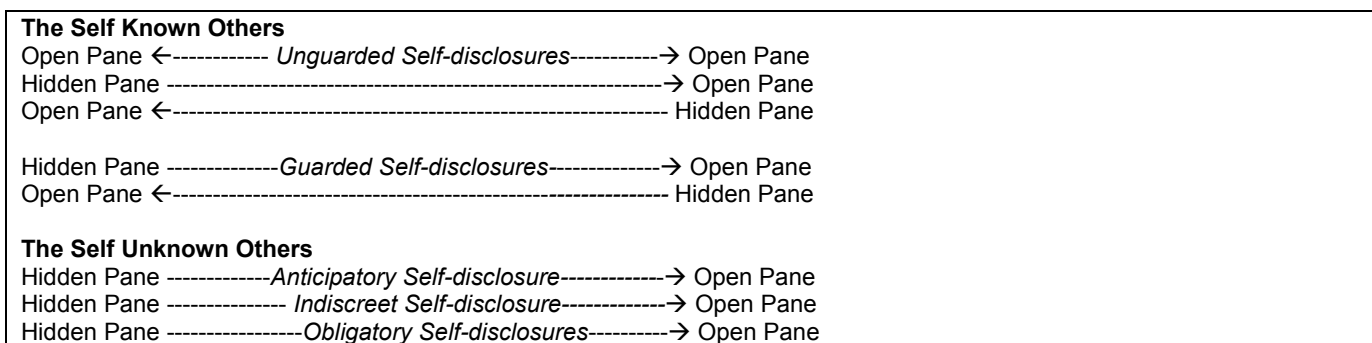 The Self Known Others
Open Pane ←------------ Unguarded Self-disclosures-----------→ Open Pane
Hidden Pane -----------------------------------------------------------------→ Open Pane
Open Pane ←-------------------------------------------------------------- Hidden Pane
Hidden Pane --------------Guarded Self-disclosures--------------→ Open Pane
Open Pane ←-------------------------------------------------------------- Hidden Pane
The Self Unknown Others
Hidden Pane -------------Anticipatory Self-disclosure-------------→ Open Pane
Hidden Pane --------------- Indiscreet Self-disclosure-------------→ Open Pane
Hidden Pane -----------------Obligatory Self-disclosures----------→ Open Pane